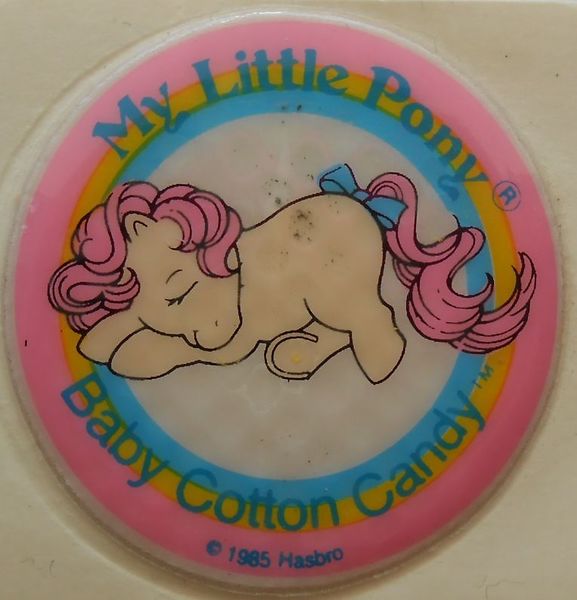 My Little Pony®
Baby Cotton Candy™
© 1985 Hasbro